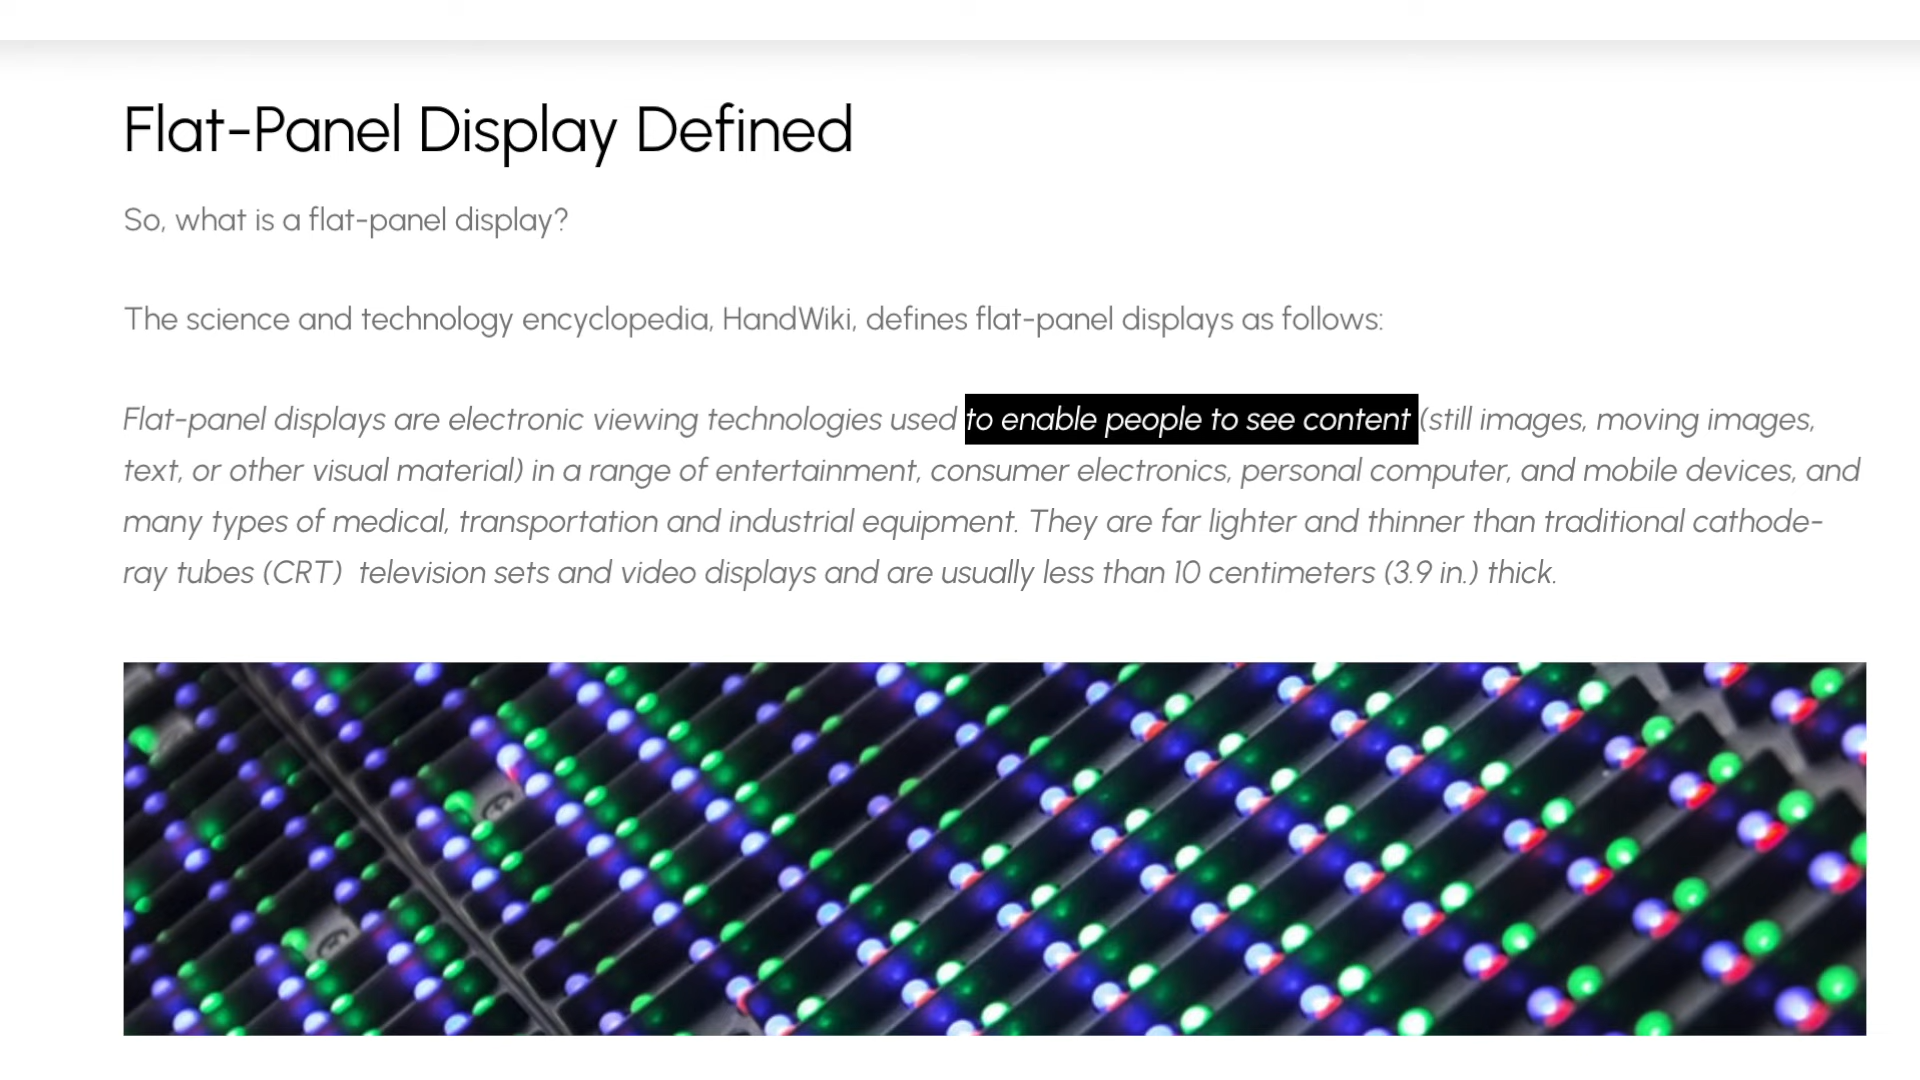 Flat-Panel Display Defined
So, what is a flat-panel display?
The science and technology encyclopedia, HandWiki, defines flat-panel displays as follows:
Flat-panel displays are electronic viewing technologies used to enable people to see content (still images, moving images,
text, or other visual material) in a range of entertainment, consumer electronics, personal computer, and mobile devices, and
many types of medical, transportation and industrial equipment. They are far lighter and thinner than traditional cathode-
ray tubes (CRT)  television sets and video displays and are usually less than 10 centimeters (3.9 in.) thick.